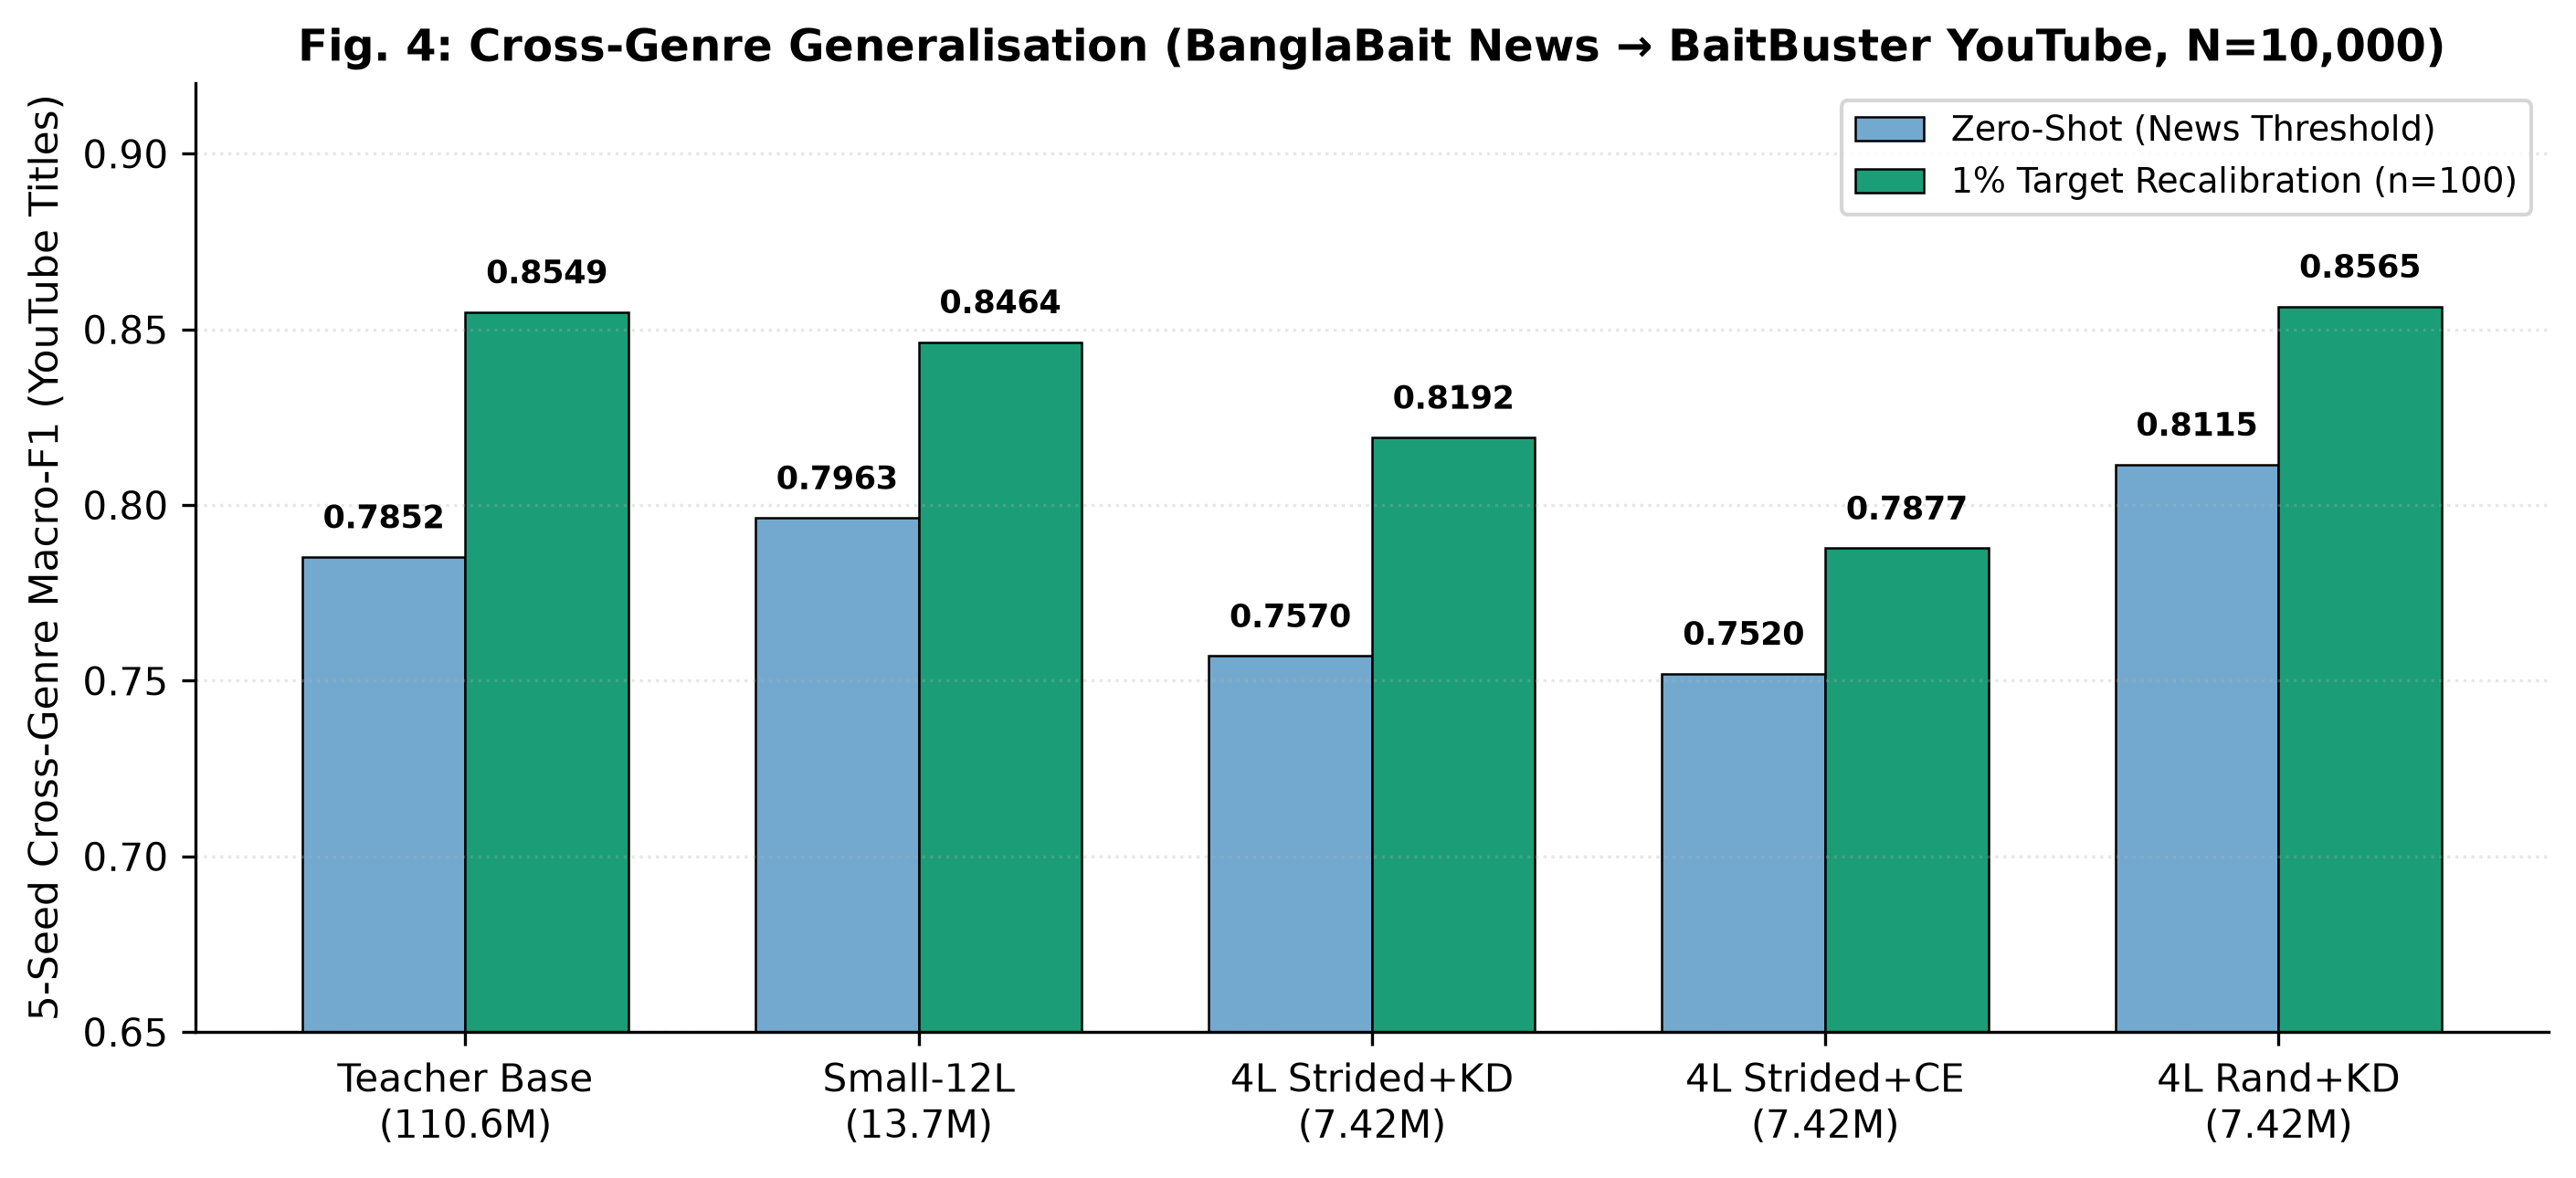 Fig. 4: Cross-Genre Generalisation (BanglaBait News → BaitBuster YouTube, N=10,000)
5-Seed Cross-Genre Macro-F1 (YouTube Titles)
Zero-Shot (News Threshold)
1% Target Recalibration (n=100)
0.90
0.85
0.80
0.75
0.70
0.65
0.7852
0.8549
0.7963
0.8464
0.7570
0.8192
0.7520
0.7877
0.8115
0.8565
Teacher Base
(110.6M)
Small-12L
(13.7M)
4L Strided+KD
(7.42M)
4L Strided+CE
(7.42M)
4L Rand+KD
(7.42M)